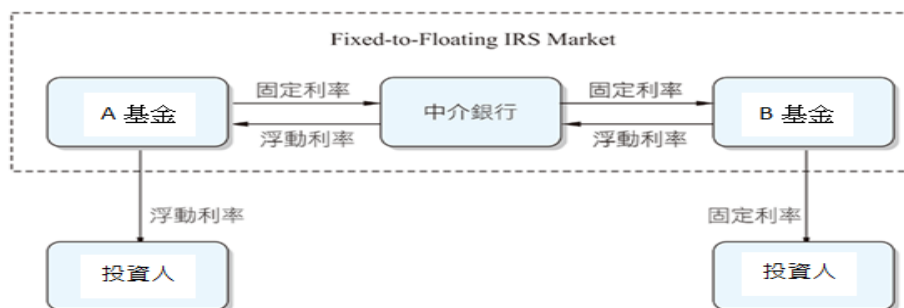 Fixed-to-Floating IRS Market
固定利率
固定利率
A 基金
中介銀行
B 基金
浮動利率
浮動利率
浮動利率
固定利率
投資人
投資人